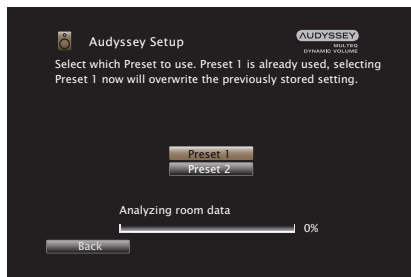 Audyssey Setup
AUDYSSEY
MULTEQ
DYNAMIC VOLUME
Select which Preset to use. Preset 1 is already used, selecting
Preset 1 now will overwrite the previously stored setting.
Preset 1
Preset 2
Analyzing room data
0%
Back